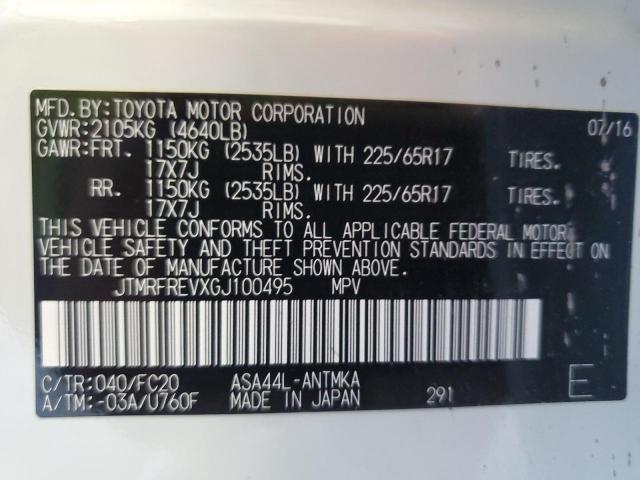 MFD. BY: TOYOTA MOTOR CORPORATION 07/16
GVWR: 2105KG (4640LB)
GAWR: FRT. 1150KG (2535LB) WITH 225/65R17 TIRES.
17X7J RIMS.
RR. 1150KG (2535LB) WITH 225/65R17 TIRES.
17X7J RIMS.
THIS VEHICLE CONFORMS TO ALL APPLICABLE FEDERAL MOTOR
VEHICLE SAFETY AND THEFT PREVENTION STANDARDS IN EFFECT ON
THE DATE OF MANUFACTURE SHOWN ABOVE.
JTMRFREVXGJ100495 MPV
C/TR: 040/FC20 ASA44L-ANTMKA
A/TM: -03A/U760F MADE IN JAPAN 291 E